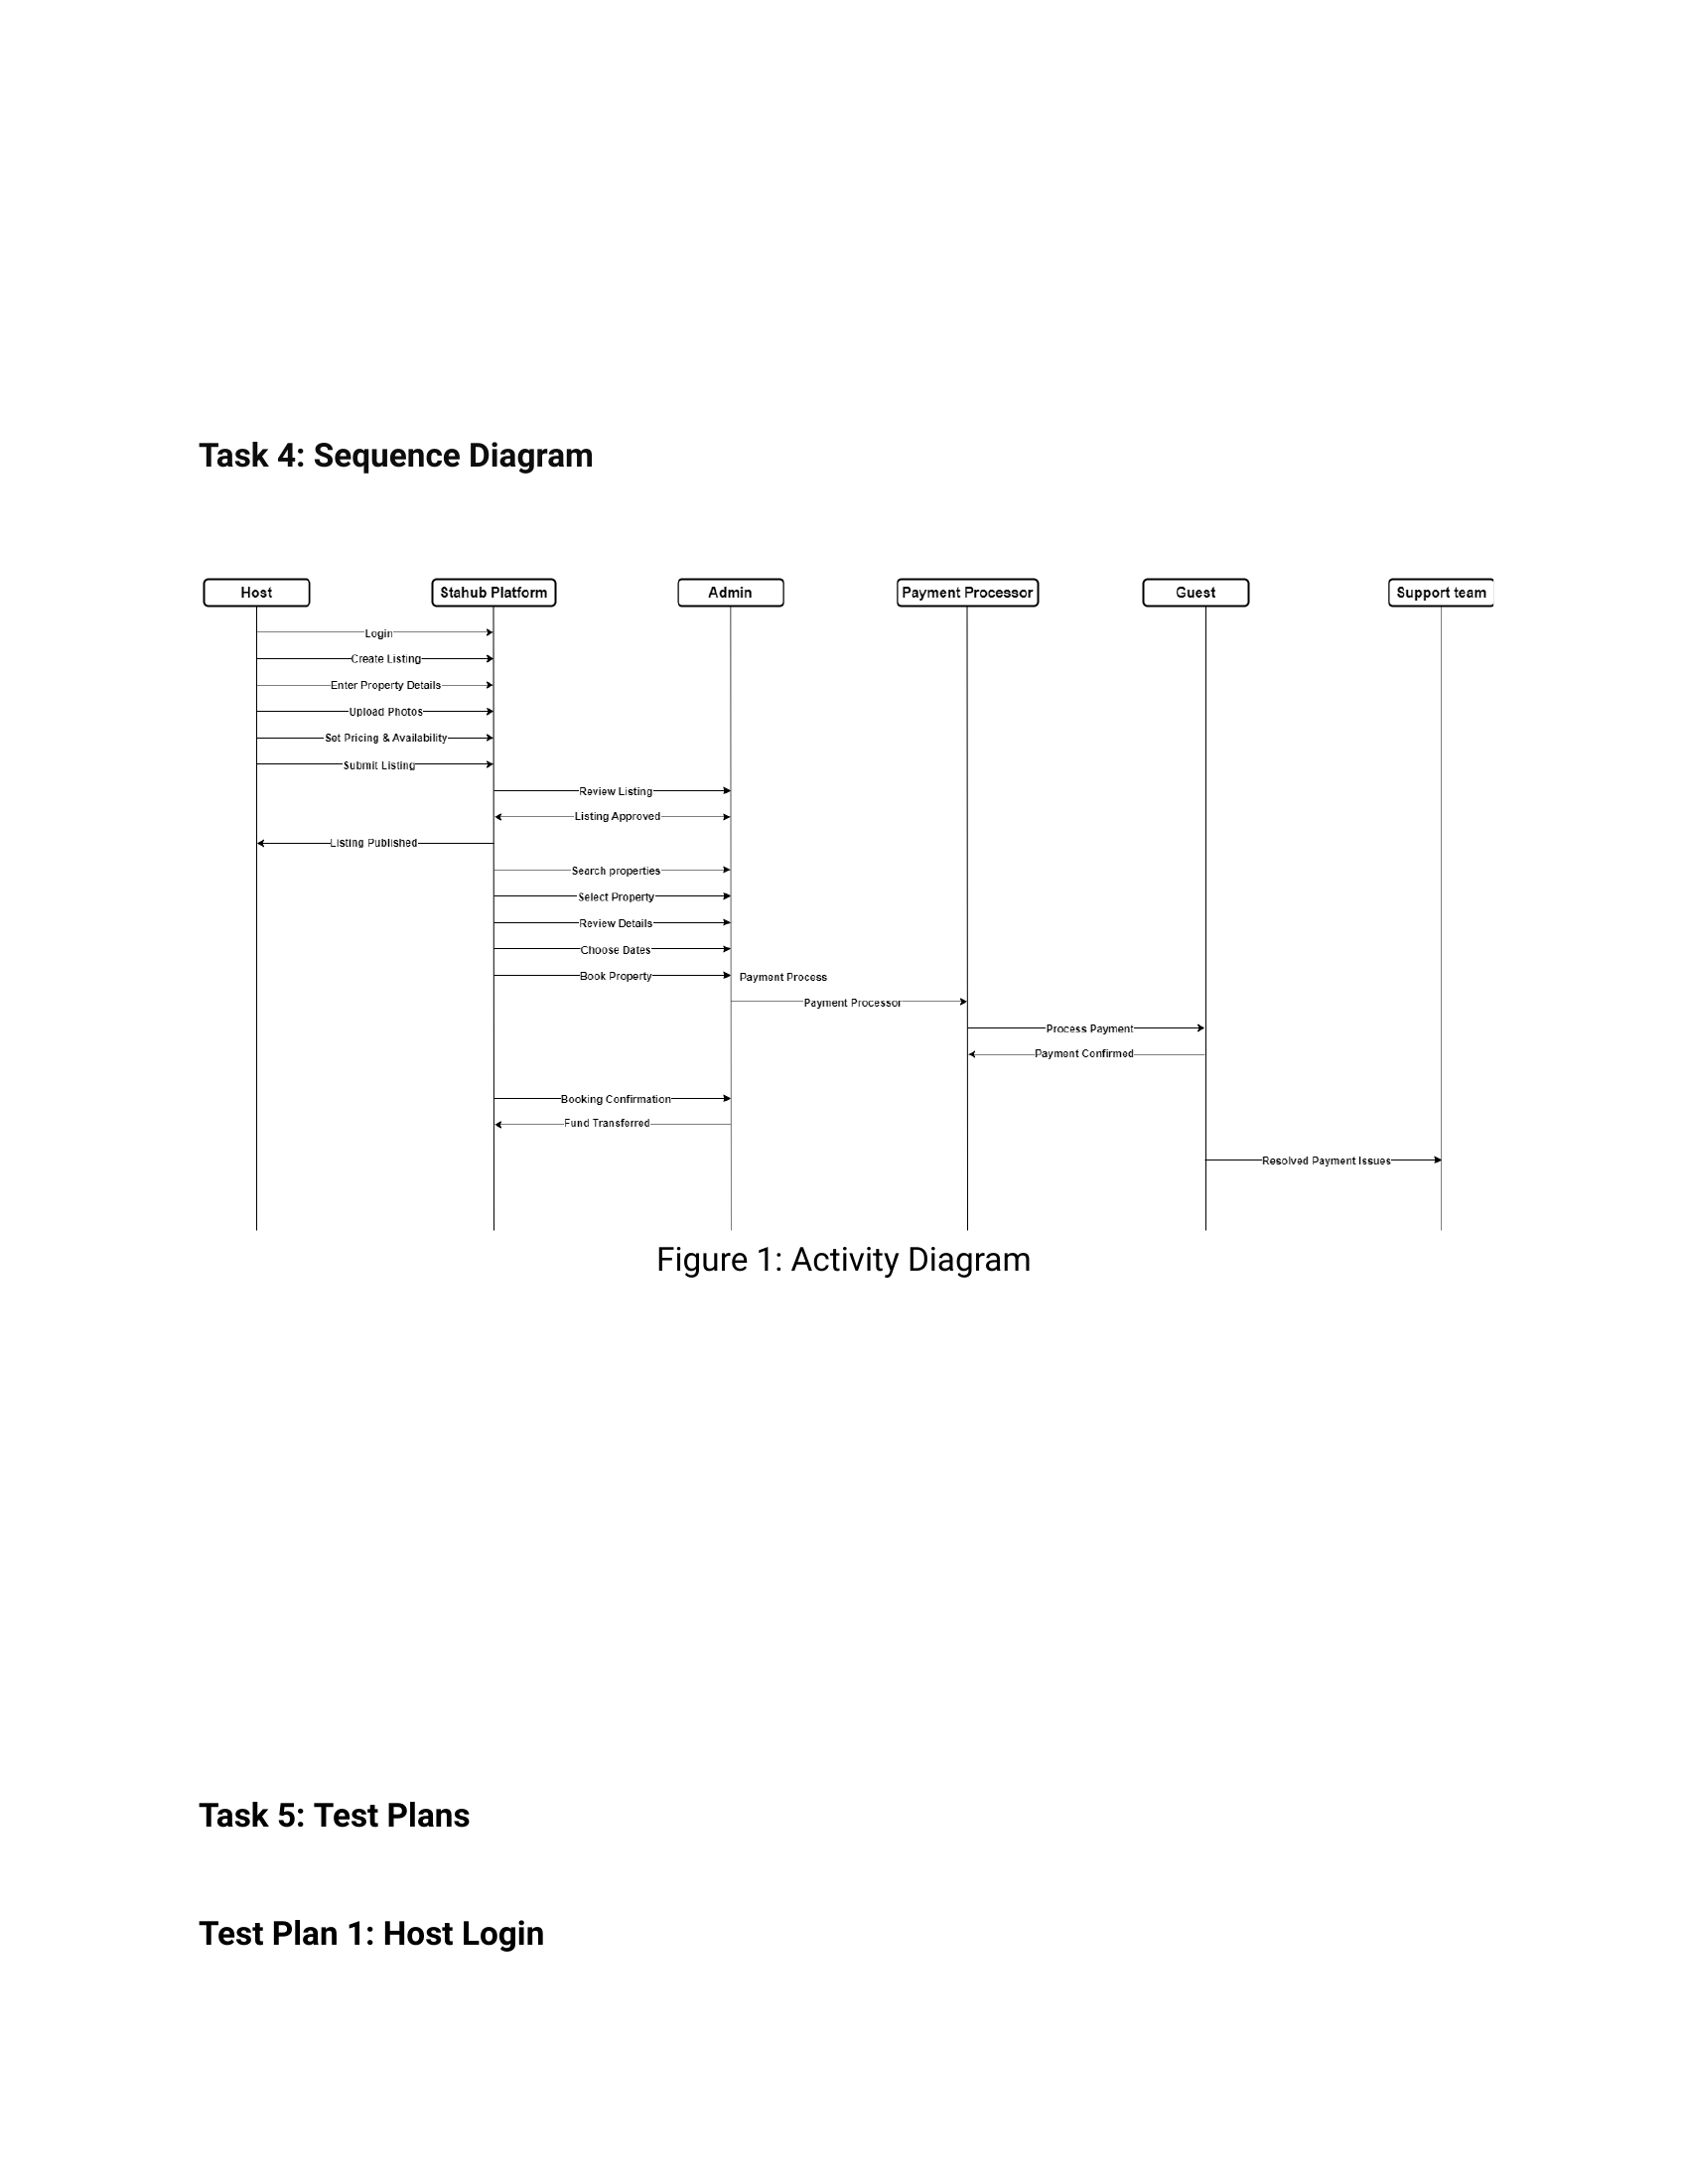 Task 4: Sequence Diagram
Host Stahub Platform Admin Payment Processor Guest Support team
Login
Create Listing
Enter Property Details
Upload Photos
Set Pricing & Availability
Submit Listing
Review Listing
Listing Approved
Listing Published
Search properties
Select Property
Review Details
Choose Dates
Book Property Payment Process
Payment Processor
Process Payment
Payment Confirmed
Booking Confirmation
Fund Transferred
Resolved Payment Issues
Figure 1: Activity Diagram
Task 5: Test Plans
Test Plan 1: Host Login